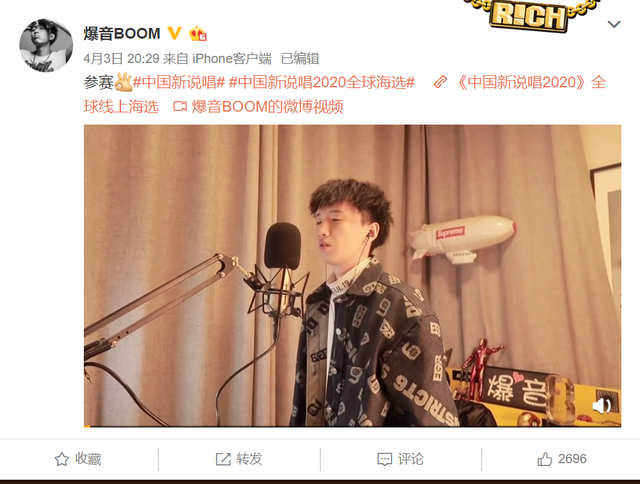 R!CH
爆音BOOM
4月3日 20:29 来自 iPhone客户端 已编辑
参赛✌#中国新说唱# #中国新说唱2020全球海选# 《中国新说唱2020》全
球线上海选 爆音BOOM的微博视频
Supreme
DISTRICT6
爆音
收藏
转发
评论
2696